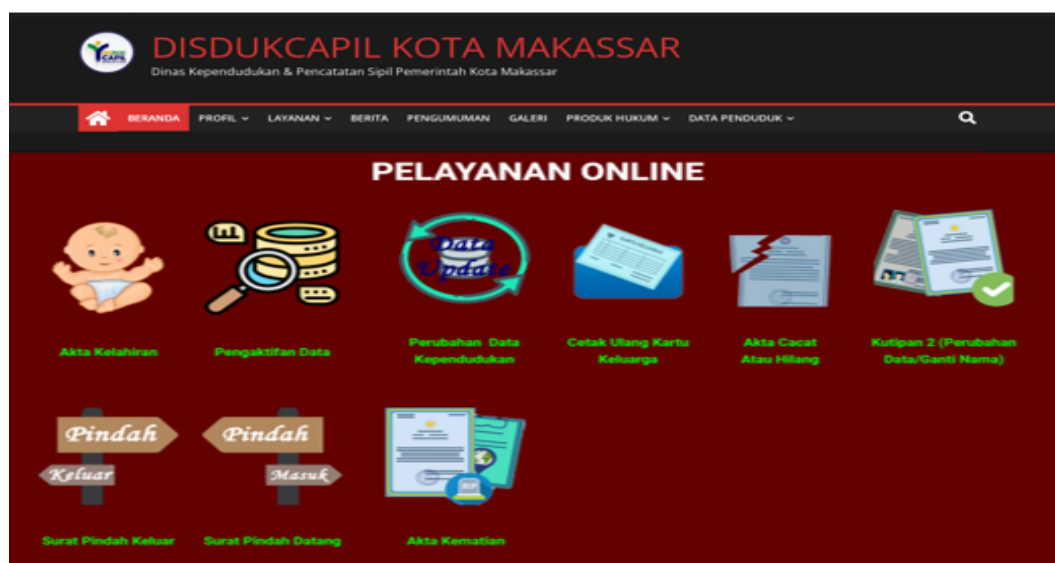 CAPIL
DISDUKCAPIL KOTA MAKASSAR
Dinas Kependudukan & Pencatatan Sipil Pemerintah Kota Makassar
BERANDA PROFIL LAYANAN BERITA PENGUMUMAN GALERI PRODUK HUKUM DATA PENDUDUK
PELAYANAN ONLINE
Data
Update
Akta Kelahiran
Pengaktifan Data
Perubahan Data
Kependudukan
Cetak Ulang Kartu
Keluarga
Akta Cacat
Atau Hilang
Kutipan 2 (Perubahan
Data/Ganti Nama)
Pindah
Keluar
Pindah
Masuk
RIP
Surat Pindah Keluar
Surat Pindah Datang
Akta Kematian